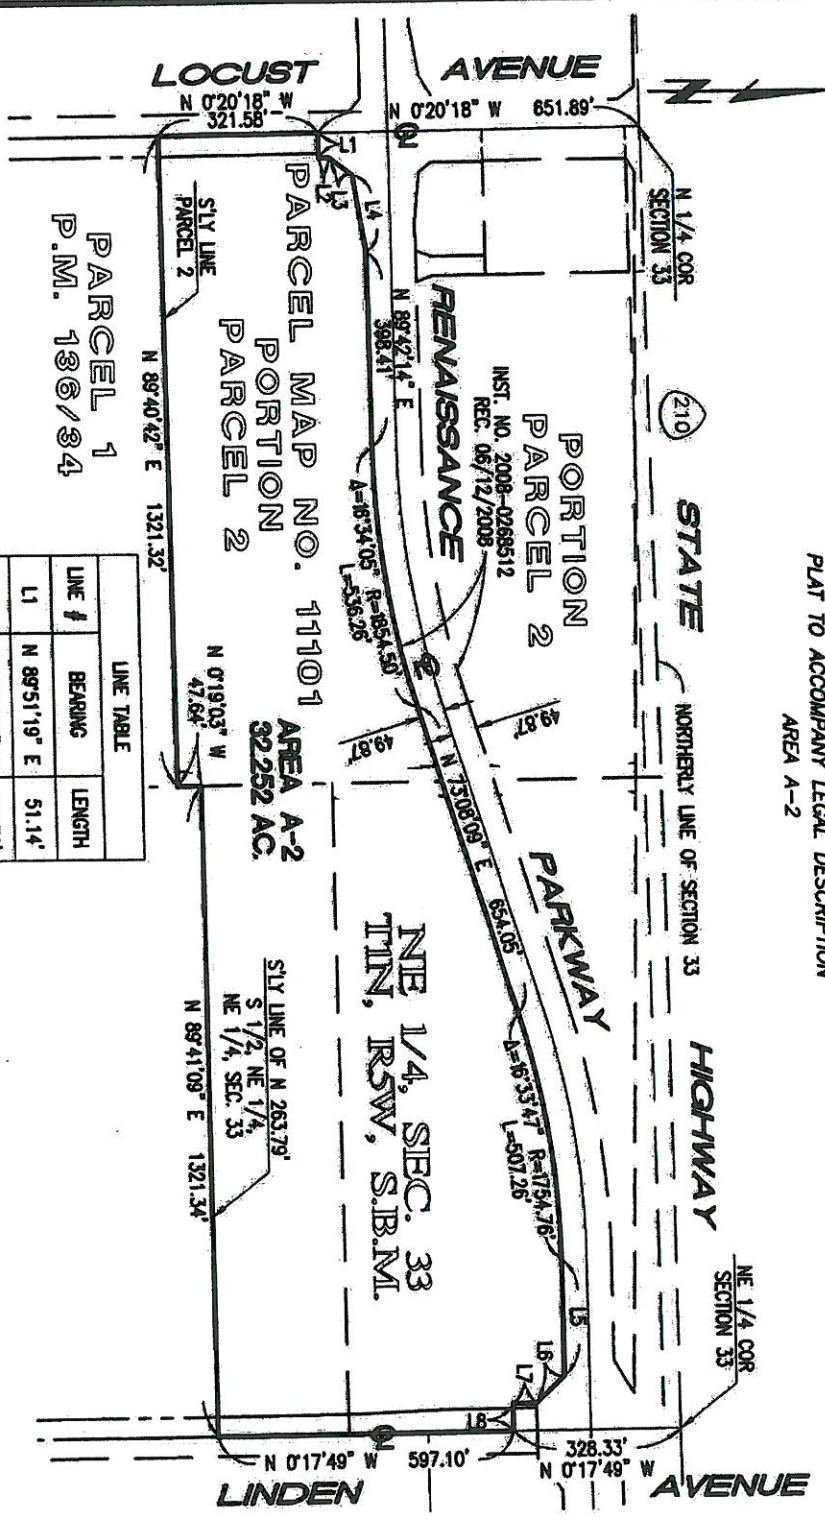 PLAT TO ACCOMPANY LEGAL DESCRIPTION
AREA A-2
N 1/4 COR
SECTION 33
210
STATE
HIGHWAY
NORTHERLY LINE OF SECTION 33
NE 1/4 COR
SECTION 33
LOCUST
AVENUE
N 0°20'18" W
321.58'
N 0°20'18" W 651.89'
L1
L2
L3
L4
N 89°42'14" E
398.41'
RENAISSANCE
PARKWAY
PORTION
PARCEL 2
INST. NO. 2008-0268512
REC. 06/12/2008
Δ=16°34'05" R=1854.50'
L=536.26'
49.87'
49.87'
N 73°08'09" E 654.05'
Δ=16°33'47" R=1754.76'
L=507.26'
L5
L6
L7
L8
328.33'
N 0°17'49" W
N 0°17'49" W 597.10'
LINDEN
AVENUE
PARCEL MAP NO. 11101
PORTION
PARCEL 2
AREA A-2
32.252 AC.
NE 1/4, SEC. 33
T1N, R5W, S.B.M.
S'LY LINE
PARCEL 2
N 89°40'42" E 1321.32'
N 0°19'03" W
47.64'
S'LY LINE OF N 263.79'
S 1/2, NE 1/4,
NE 1/4, SEC. 33
N 89°41'09" E 1321.34'
PARCEL 1
P.M. 136/84
LINE TABLE
LINE # BEARING LENGTH
L1 N 89°51'19" E 51.14'